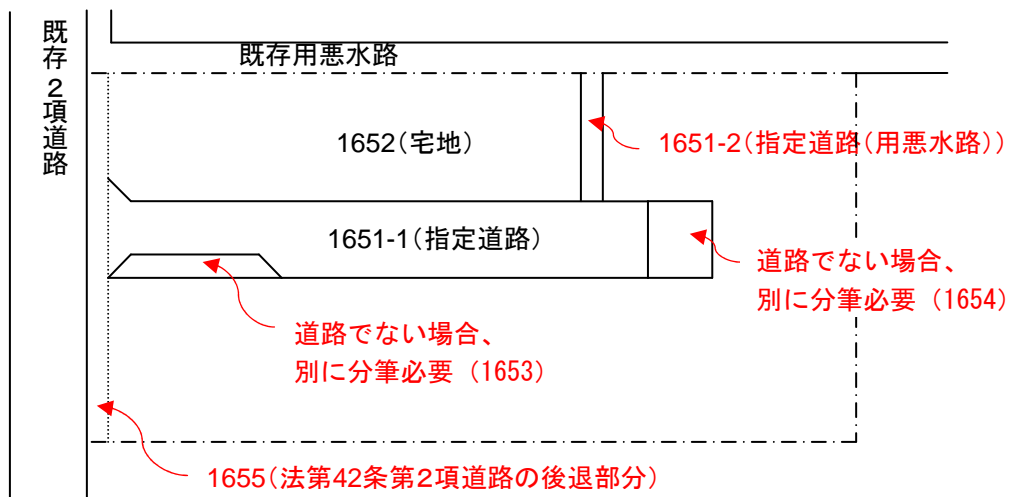 既存2項道路
既存用悪水路
1652(宅地)
1651-2(指定道路(用悪水路))
1651-1(指定道路)
道路でない場合、
別に分筆必要(1654)
道路でない場合、
別に分筆必要(1653)
1655(法第42条第2項道路の後退部分)